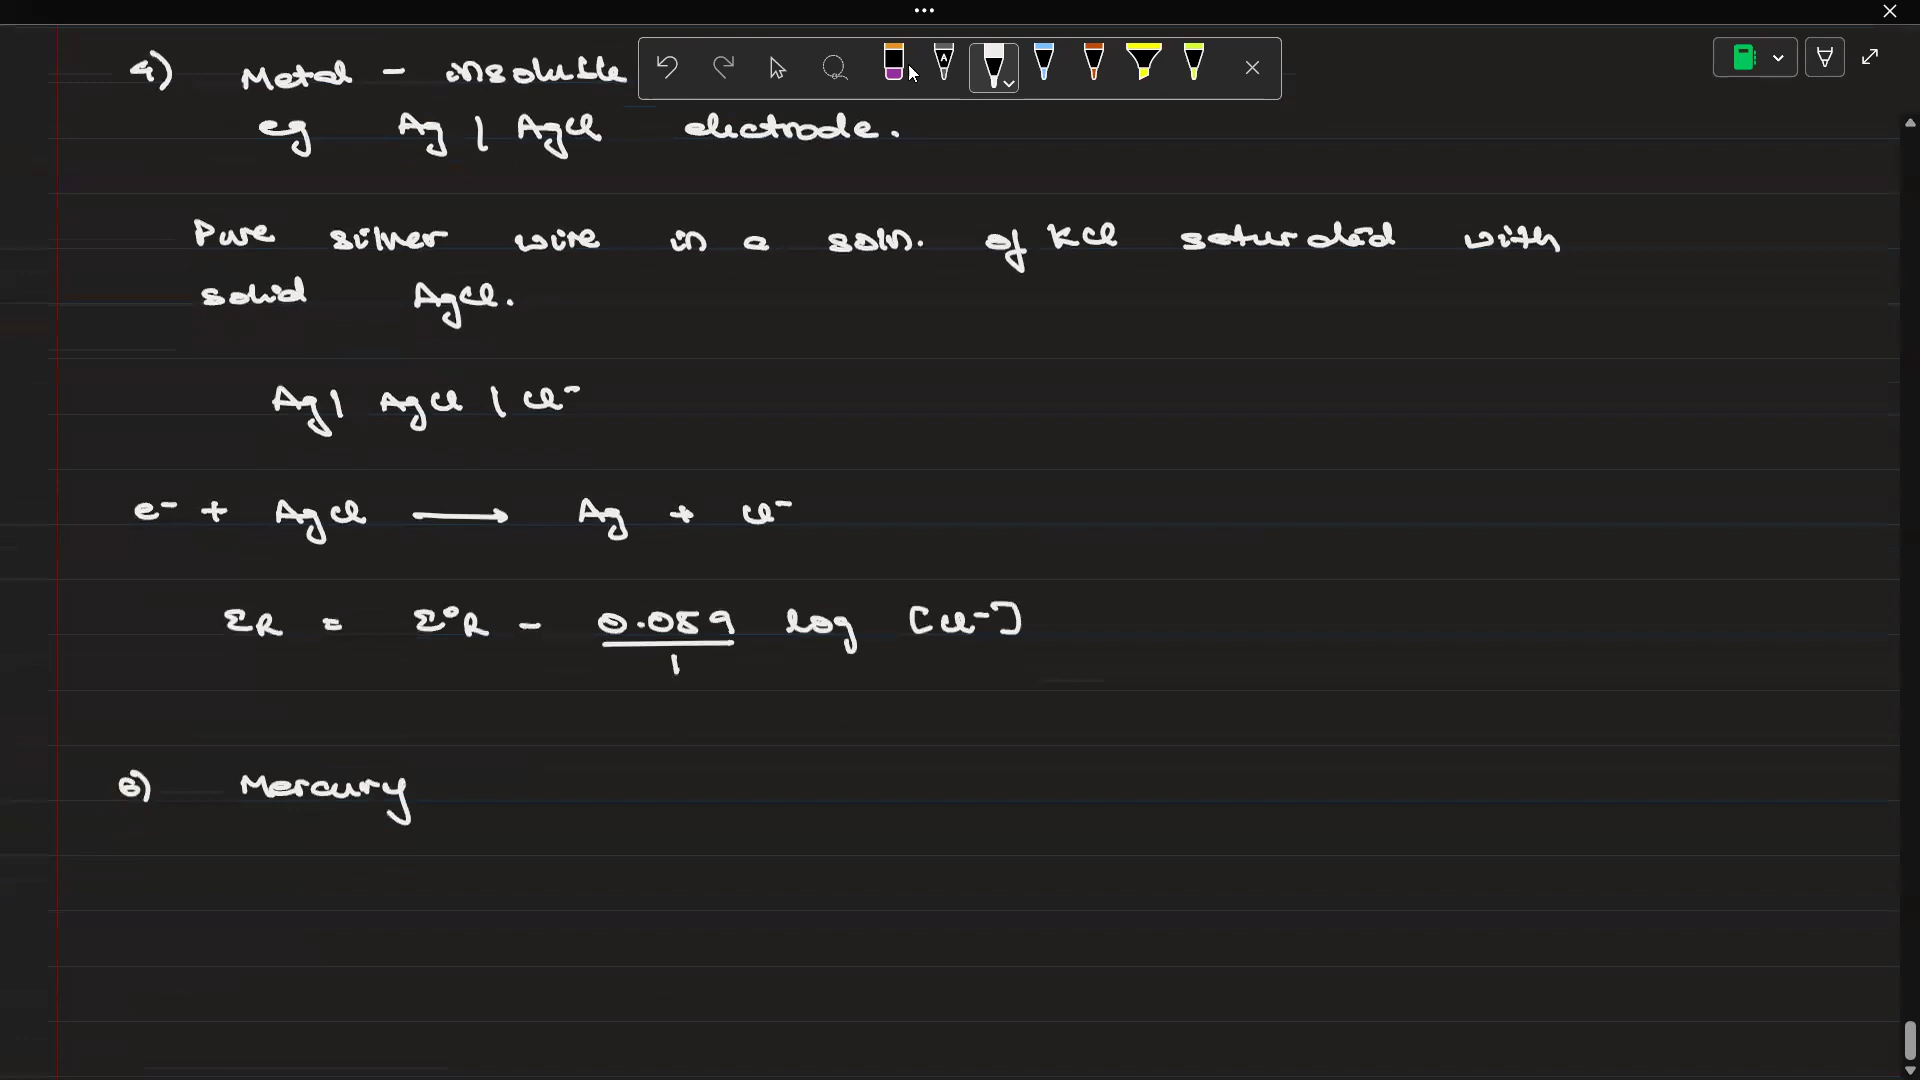 4) Metal - insoluble
eg Ag | AgCl electrode.
Pure silver wire in a soln. of KCl saturated with
solid AgCl.
Ag| AgCl | Cl⁻
e⁻ + AgCl ⟶ Ag + Cl⁻
ER = E°R - 0.059/1 log [Cl⁻]
5) Mercury